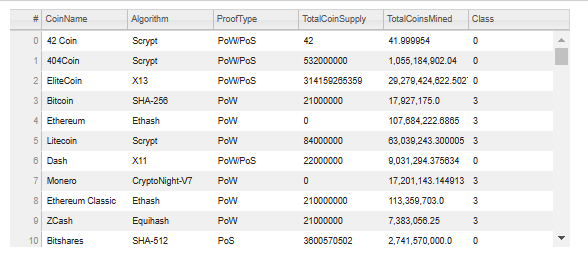 # CoinName Algorithm ProofType TotalCoinSupply TotalCoinsMined Class
0 42 Coin Scrypt PoW/PoS 42 41.999954 0
1 404Coin Scrypt PoW/PoS 532000000 1,055,184,902.04 0
2 EliteCoin X13 PoW/PoS 314159265359 29,279,424,622.502 0
3 Bitcoin SHA-256 PoW 21000000 17,927,175.0 3
4 Ethereum Ethash PoW 0 107,684,222.6865 3
5 Litecoin Scrypt PoW 84000000 63,039,243.300005 3
6 Dash X11 PoW/PoS 22000000 9,031,294.375634 0
7 Monero CryptoNight-V7 PoW 0 17,201,143.144913 3
8 Ethereum Classic Ethash PoW 210000000 113,359,703.0 3
9 ZCash Equihash PoW 21000000 7,383,056.25 3
10 Bitshares SHA-512 PoS 3600570502 2,741,570,000.0 0